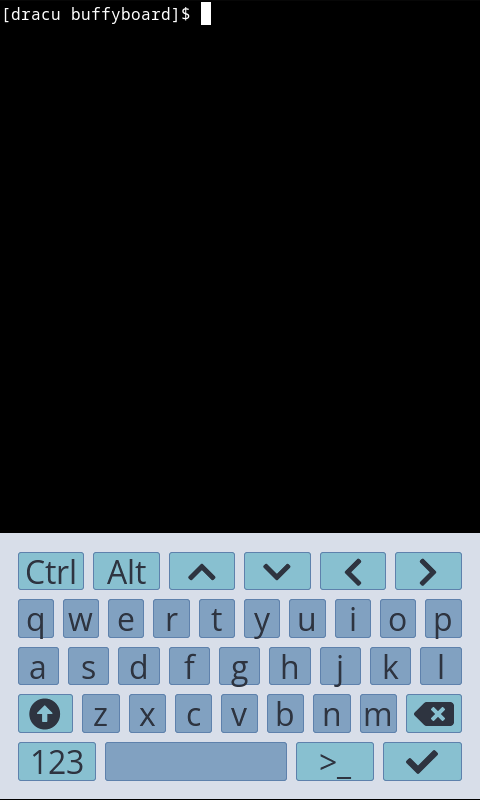 [dracu buffyboard]$
Ctrl Alt
q w e r t y u i o p
a s d f g h j k l
z x c v b n m
123 >_